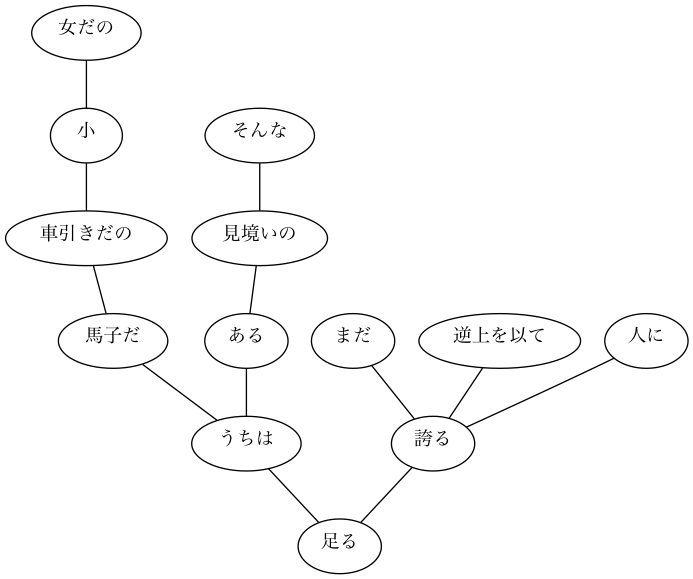 女だの
小
そんな
車引きだの
見境いの
馬子だ
ある
まだ
逆上を以て
人に
うちは
誇る
足る